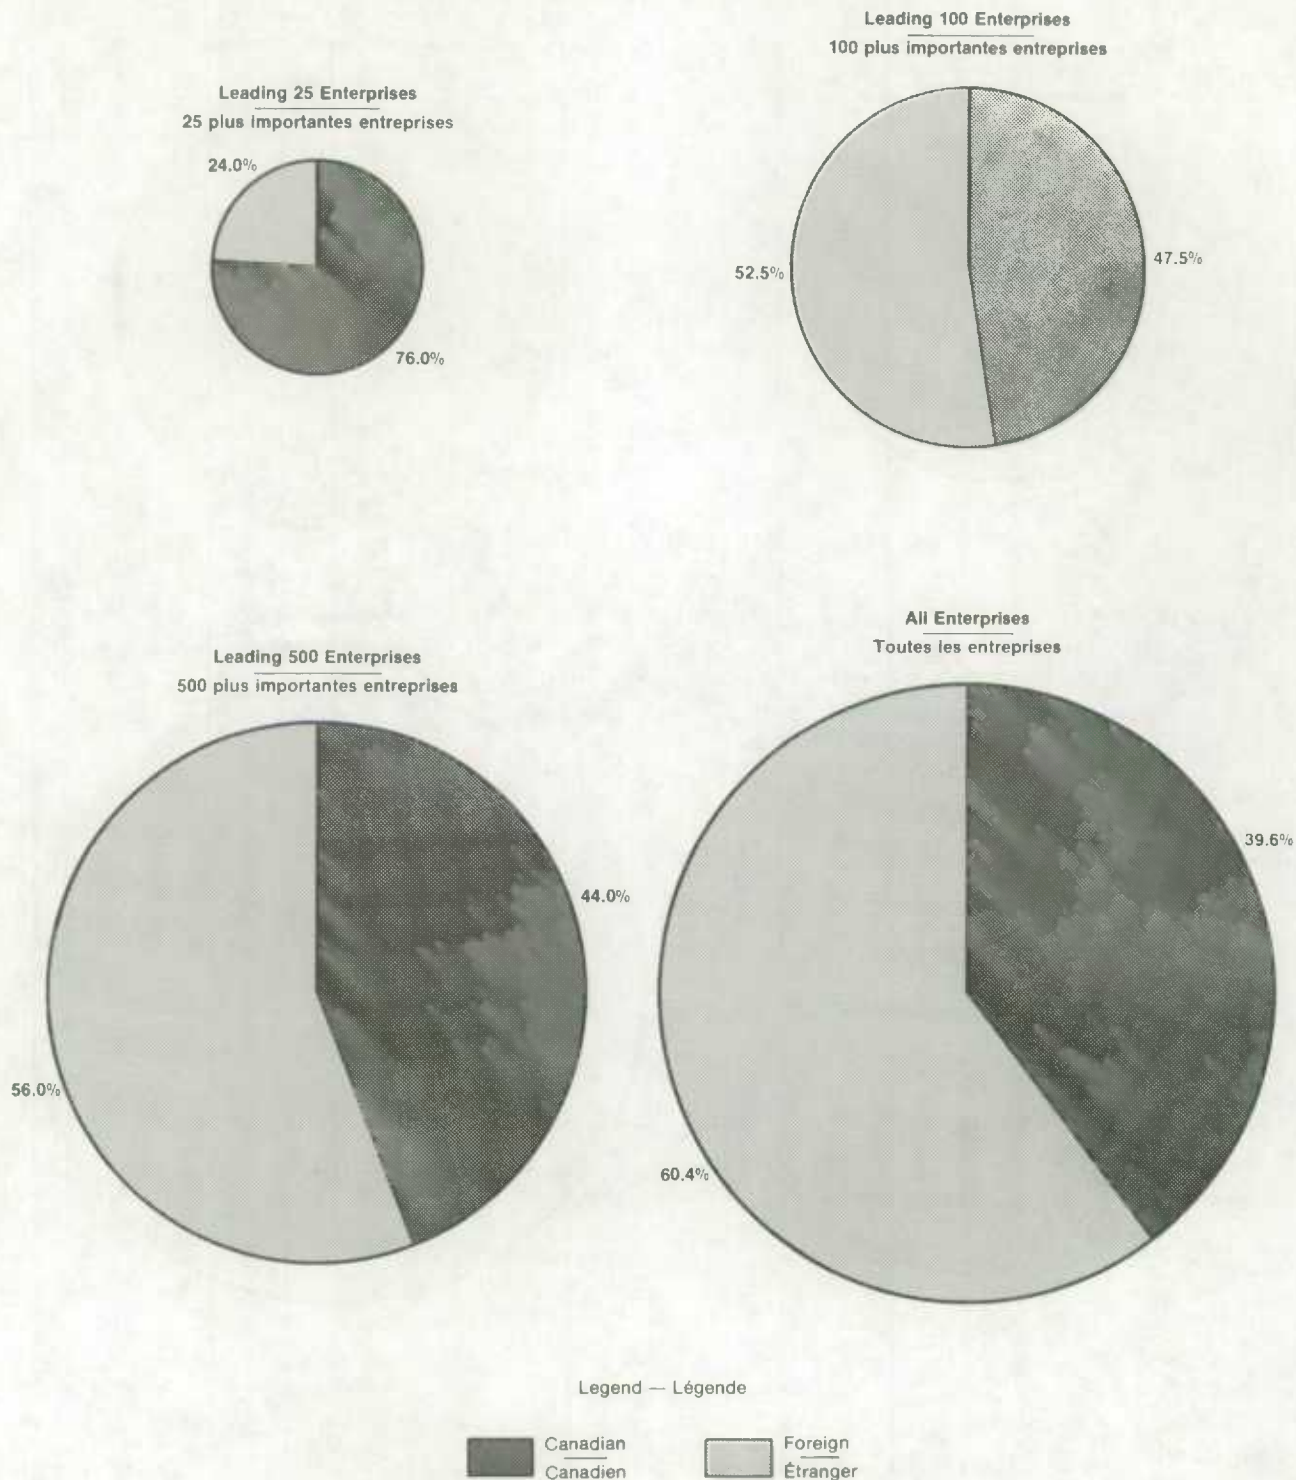 Leading 100 Enterprises
100 plus importantes entreprises
Leading 25 Enterprises
25 plus importantes entreprises
24.0%
76.0%
52.5%
47.5%
All Enterprises
Toutes les entreprises
Leading 500 Enterprises
500 plus importantes entreprises
44.0%
56.0%
39.6%
60.4%
Legend — Légende
Canadian
Canadien
Foreign
Étranger